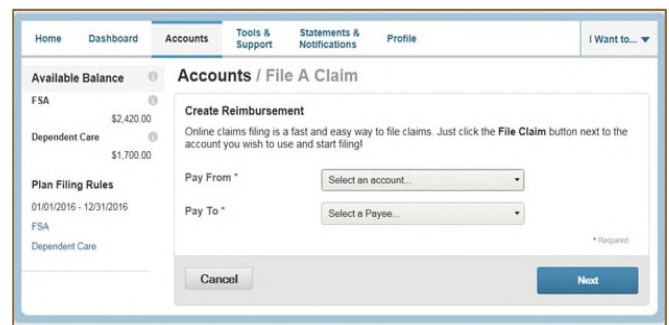 Home Dashboard Accounts Tools & Support Statements & Notifications Profile I Want to...
Available Balance
FSA
$2,420.00
Dependent Care
$1,700.00
Plan Filing Rules
01/01/2016 - 12/31/2016
FSA
Dependent Care
Accounts / File A Claim
Create Reimbursement
Online claims filing is a fast and easy way to file claims. Just click the File Claim button next to the
account you wish to use and start filing!
Pay From * Select an account...
Pay To * Select a Payee...
* Required
Cancel Next